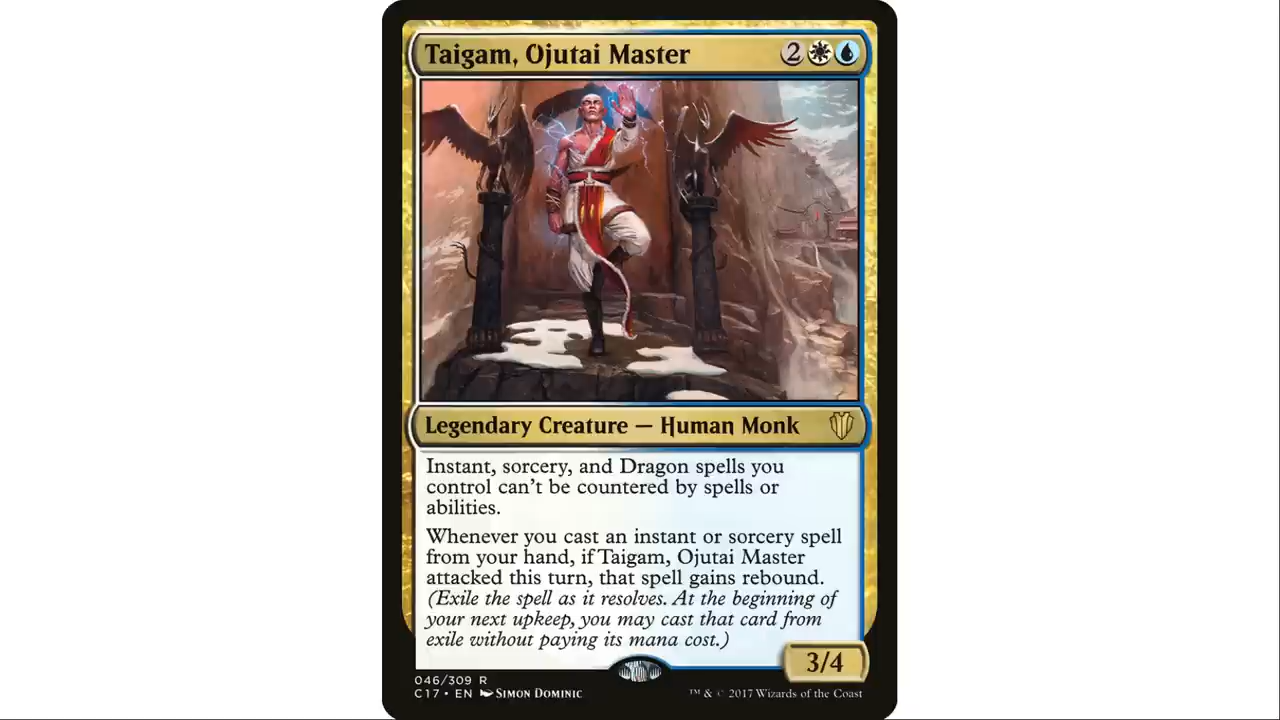 Taigam, Ojutai Master 2
Legendary Creature — Human Monk
Instant, sorcery, and Dragon spells you
control can't be countered by spells or
abilities.
Whenever you cast an instant or sorcery spell
from your hand, if Taigam, Ojutai Master
attacked this turn, that spell gains rebound.
(Exile the spell as it resolves. At the beginning of
your next upkeep, you may cast that card from
exile without paying its mana cost.)
3/4
046/309 R
C17 • EN Simon Dominic
™ & © 2017 Wizards of the Coast